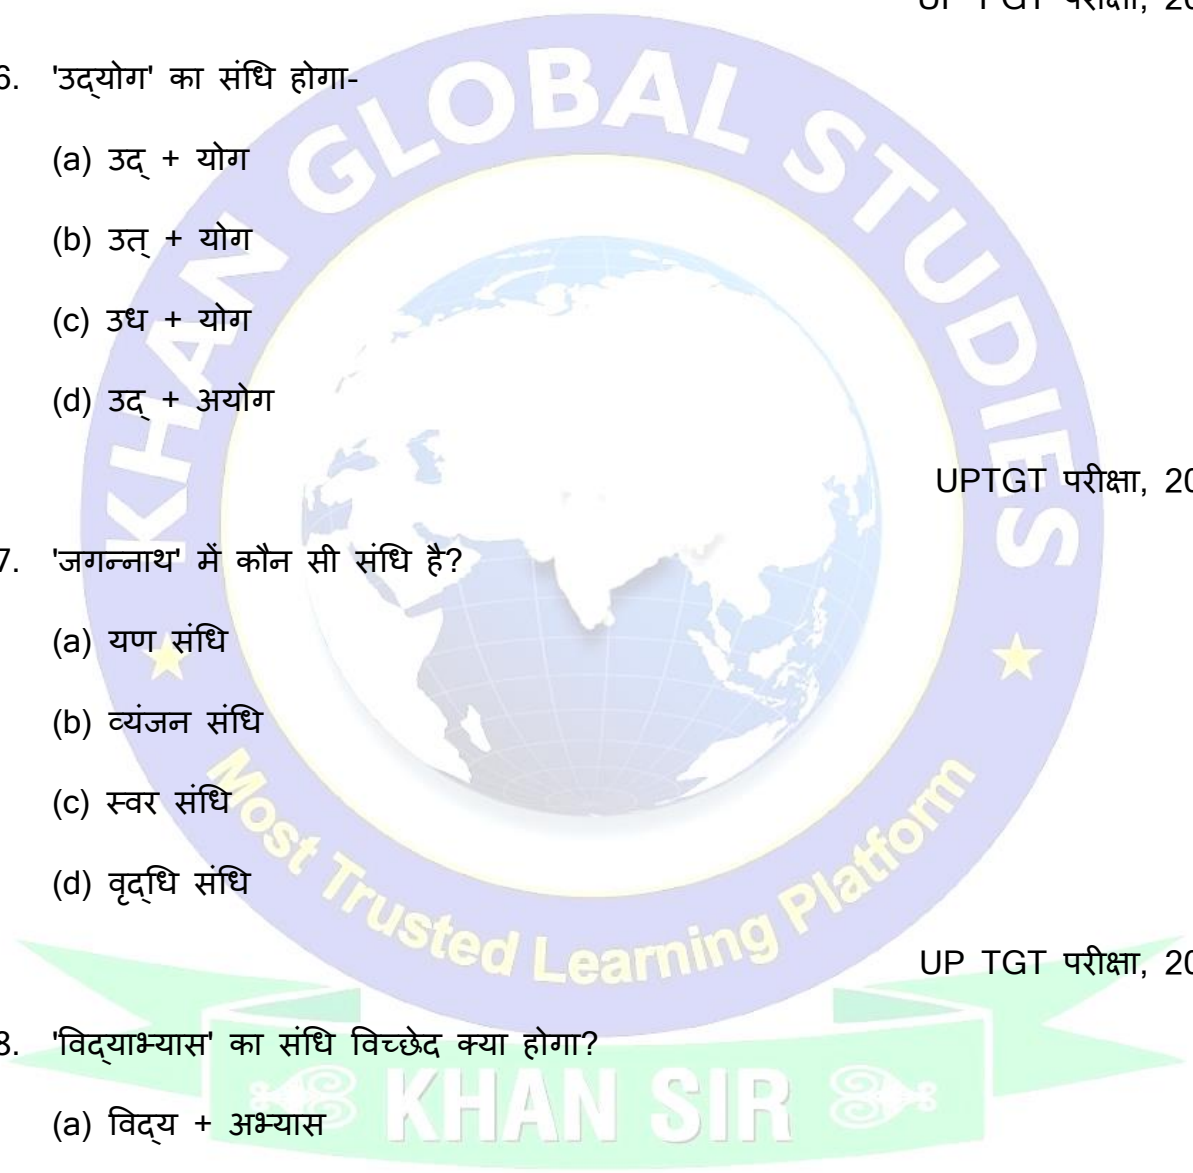 UP TGT परीक्षा, 20
6. 'उद्‌योग' का संधि होगा-
(a) उद् + योग
(b) उत् + योग
(c) उध + योग
(d) उद् + अयोग
UPTGT परीक्षा, 20
7. 'जगन्नाथ' में कौन सी संधि है?
(a) यण संधि
(b) व्यंजन संधि
(c) स्वर संधि
(d) वृद्‌धि संधि
UP TGT परीक्षा, 20
8. 'विद्‌याभ्यास' का संधि विच्छेद क्या होगा?
(a) विद्‌य + अभ्यास
KHAN GLOBAL STUDIES
Most Trusted Learning Platform
KHAN SIR